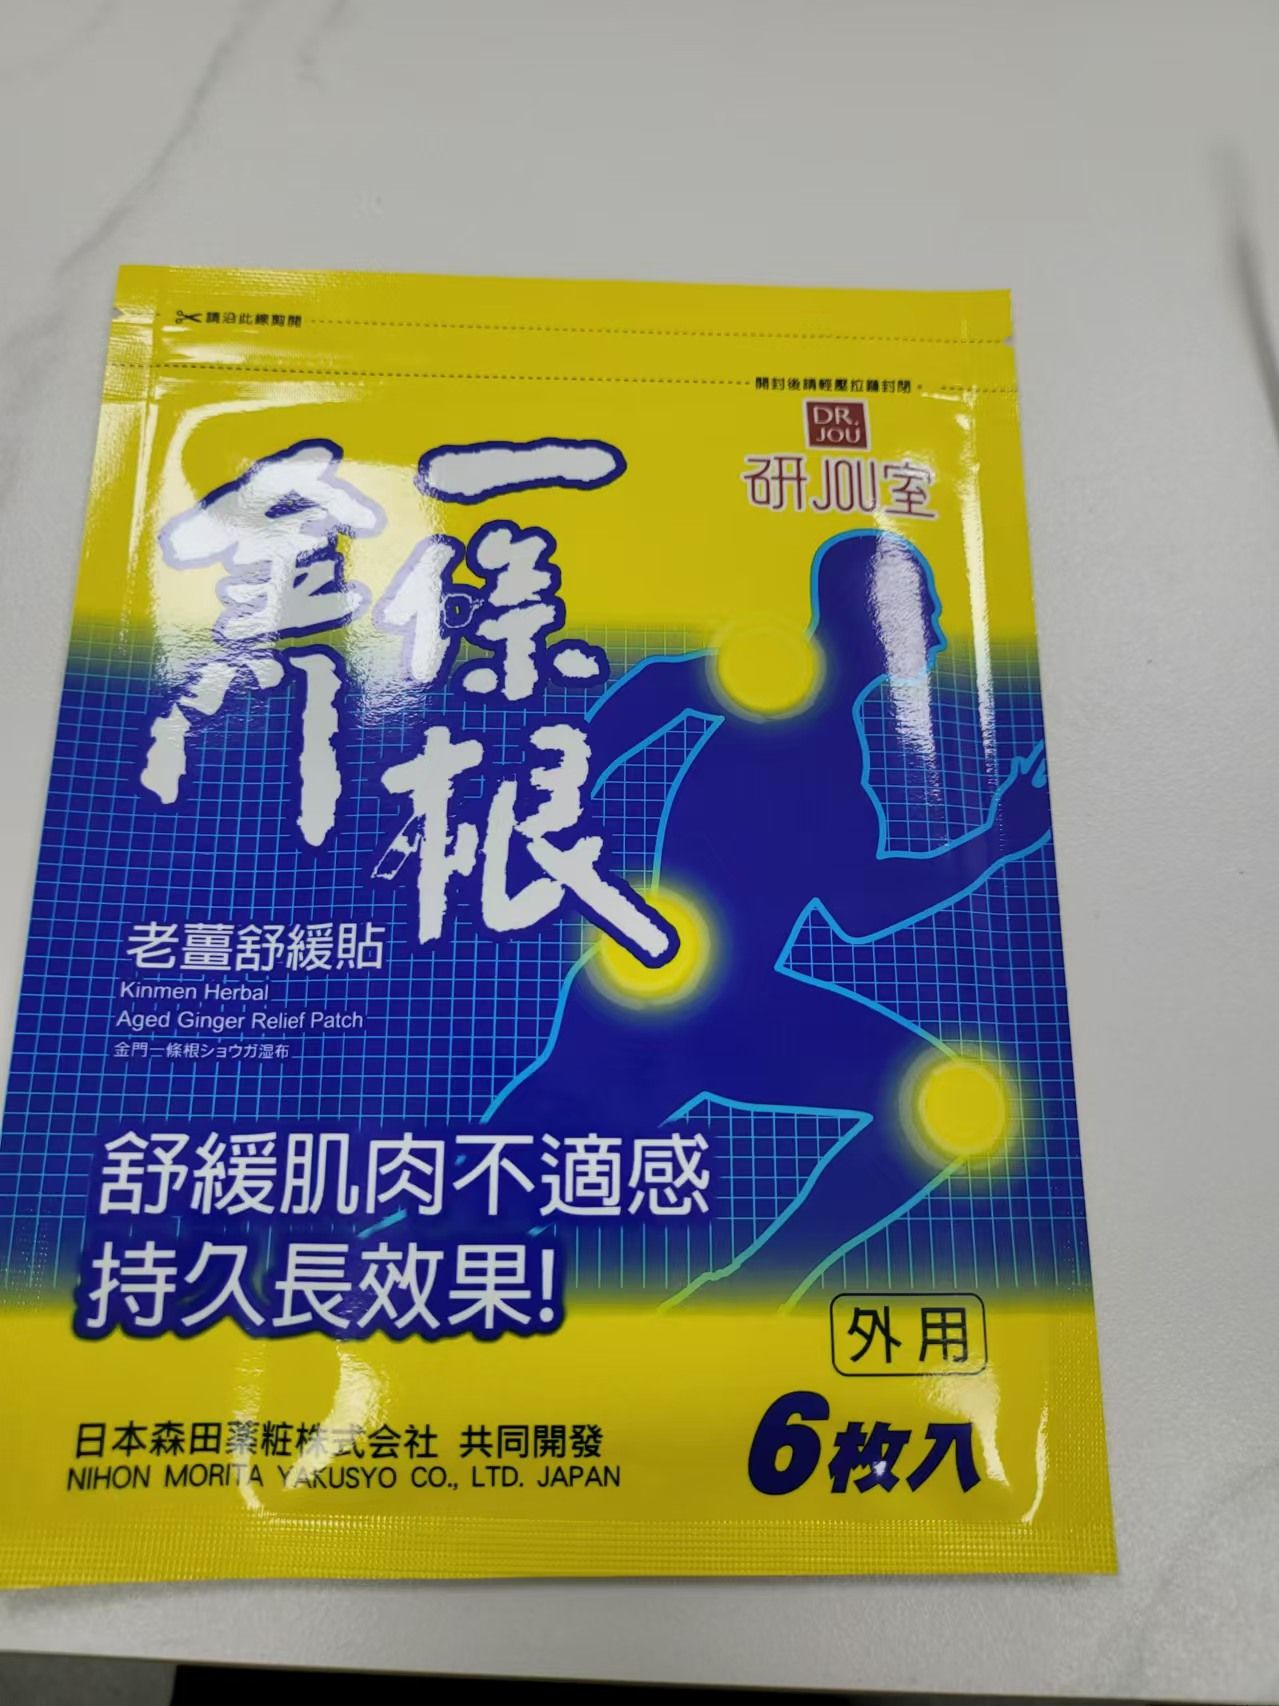 請沿此線剪開
開封後請輕壓拉鏈封閉。
DR.
JOU
研JOU室
金門
一條根
老薑舒緩貼
Kinmen Herbal
Aged Ginger Relief Patch
金門一條根ショウガ湿布
舒緩肌肉不適感
持久長效果!
外用
6枚入
日本森田薬粧株式会社 共同開發
NIHON MORITA YAKUSYO CO., LTD. JAPAN